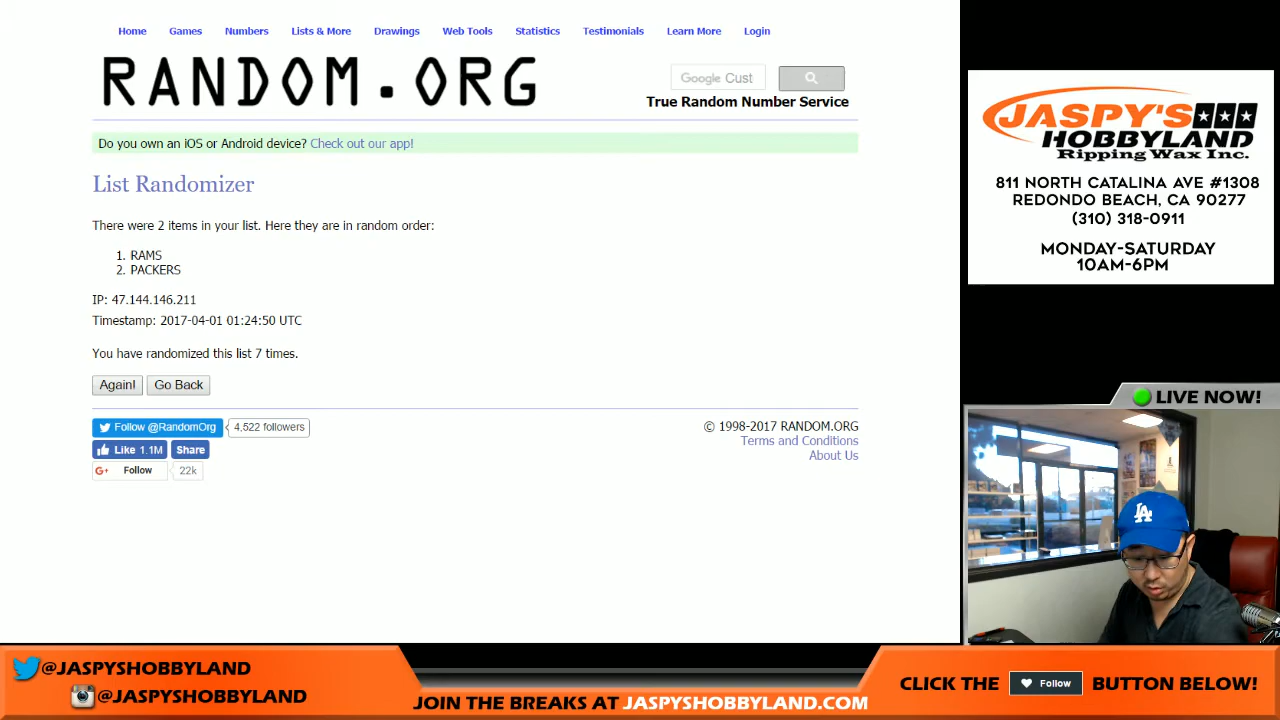 Home Games Numbers Lists & More Drawings Web Tools Statistics Testimonials Learn More Login
RANDOM.ORG
Google Cust
True Random Number Service
Do you own an iOS or Android device? Check out our app!
List Randomizer
There were 2 items in your list. Here they are in random order:
1. RAMS
2. PACKERS
IP: 47.144.146.211
Timestamp: 2017-04-01 01:24:50 UTC
You have randomized this list 7 times.
Again! Go Back
Follow @RandomOrg 4,522 followers
Like 1.1M Share
G+ Follow 22k
© 1998-2017 RANDOM.ORG
Terms and Conditions
About Us
JASPY'S
HOBBYLAND
Ripping Wax Inc.
811 NORTH CATALINA AVE #1308
REDONDO BEACH, CA 90277
(310) 318-0911
MONDAY-SATURDAY
10AM-6PM
LIVE NOW!
LA
@JASPYSHOBBYLAND
@JASPYSHOBBYLAND
JOIN THE BREAKS AT JASPYSHOBBYLAND.COM
CLICK THE Follow BUTTON BELOW!